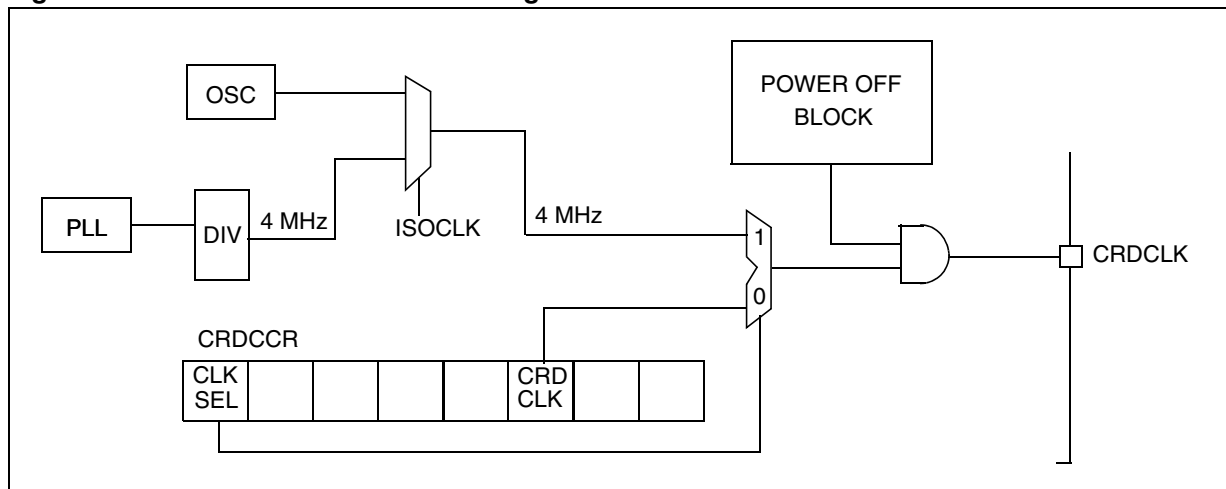 OSC
POWER OFF
BLOCK
PLL
DIV
4 MHz
ISOCLK
4 MHz
1
0
CRDCLK
CRDCCR
CLK
SEL
CRD
CLK